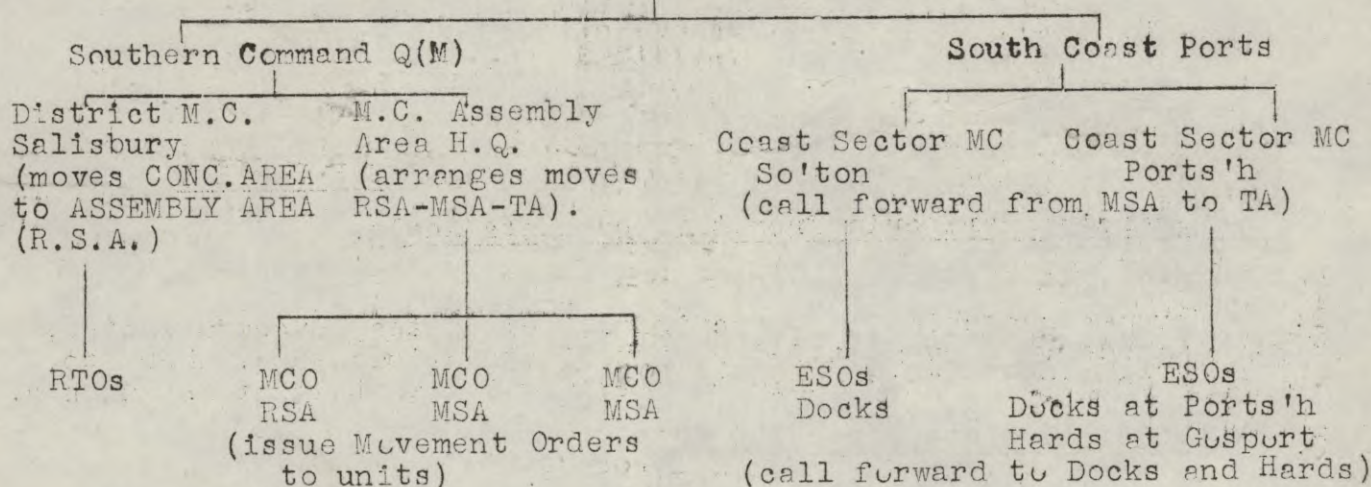 Southern Command Q(M)
South Coast Ports
District M.C.
Salisbury
(moves CONC.AREA
to ASSEMBLY AREA
(R.S.A.)
M.C. Assembly
Area H.Q.
(arranges moves
RSA-MSA-TA).
Coast Sector MC
So'ton
Coast Sector MC
Ports'h
(call forward from MSA to TA)
RTOs
MCO
RSA
MCO
MSA
MCO
MSA
(issue Movement Orders
to units)
ESOs
Docks
ESOs
Docks at Ports'h
Hards at Gosport
(call forward to Docks and Hards)